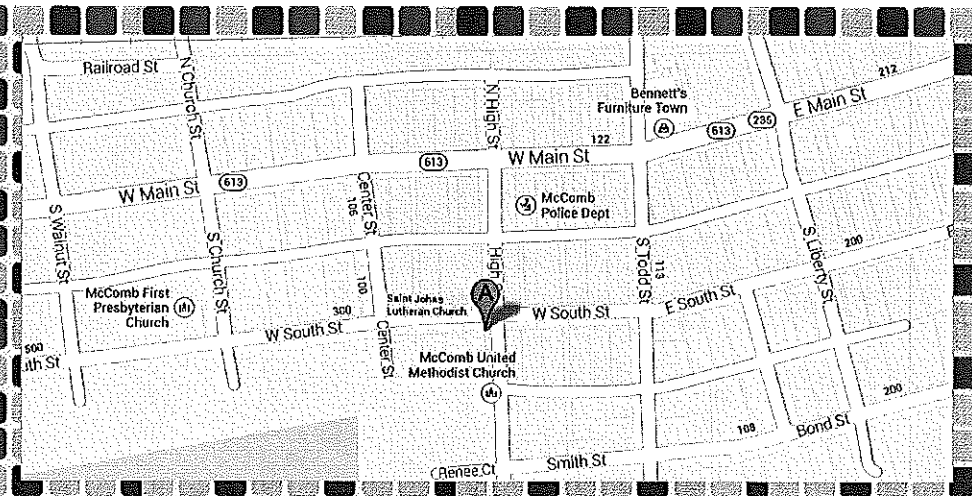 Railroad St
N Church St
N High St
Bennett's
Furniture Town
212
E Main St
235
613
122
W Main St
613
W Main St
613
Center St
106
McComb
Police Dept
S Walnut St
S Church St
High S
S Todd St
113
S Liberty St
200
E
McComb First
Presbyterian
Church
100
Saint Johns
Lutheran Church
A
E South St
W South St
300
W South St
500
uth St
Center St
McComb United
Methodist Church
200
Bond St
108
Smith St
Renee Ct